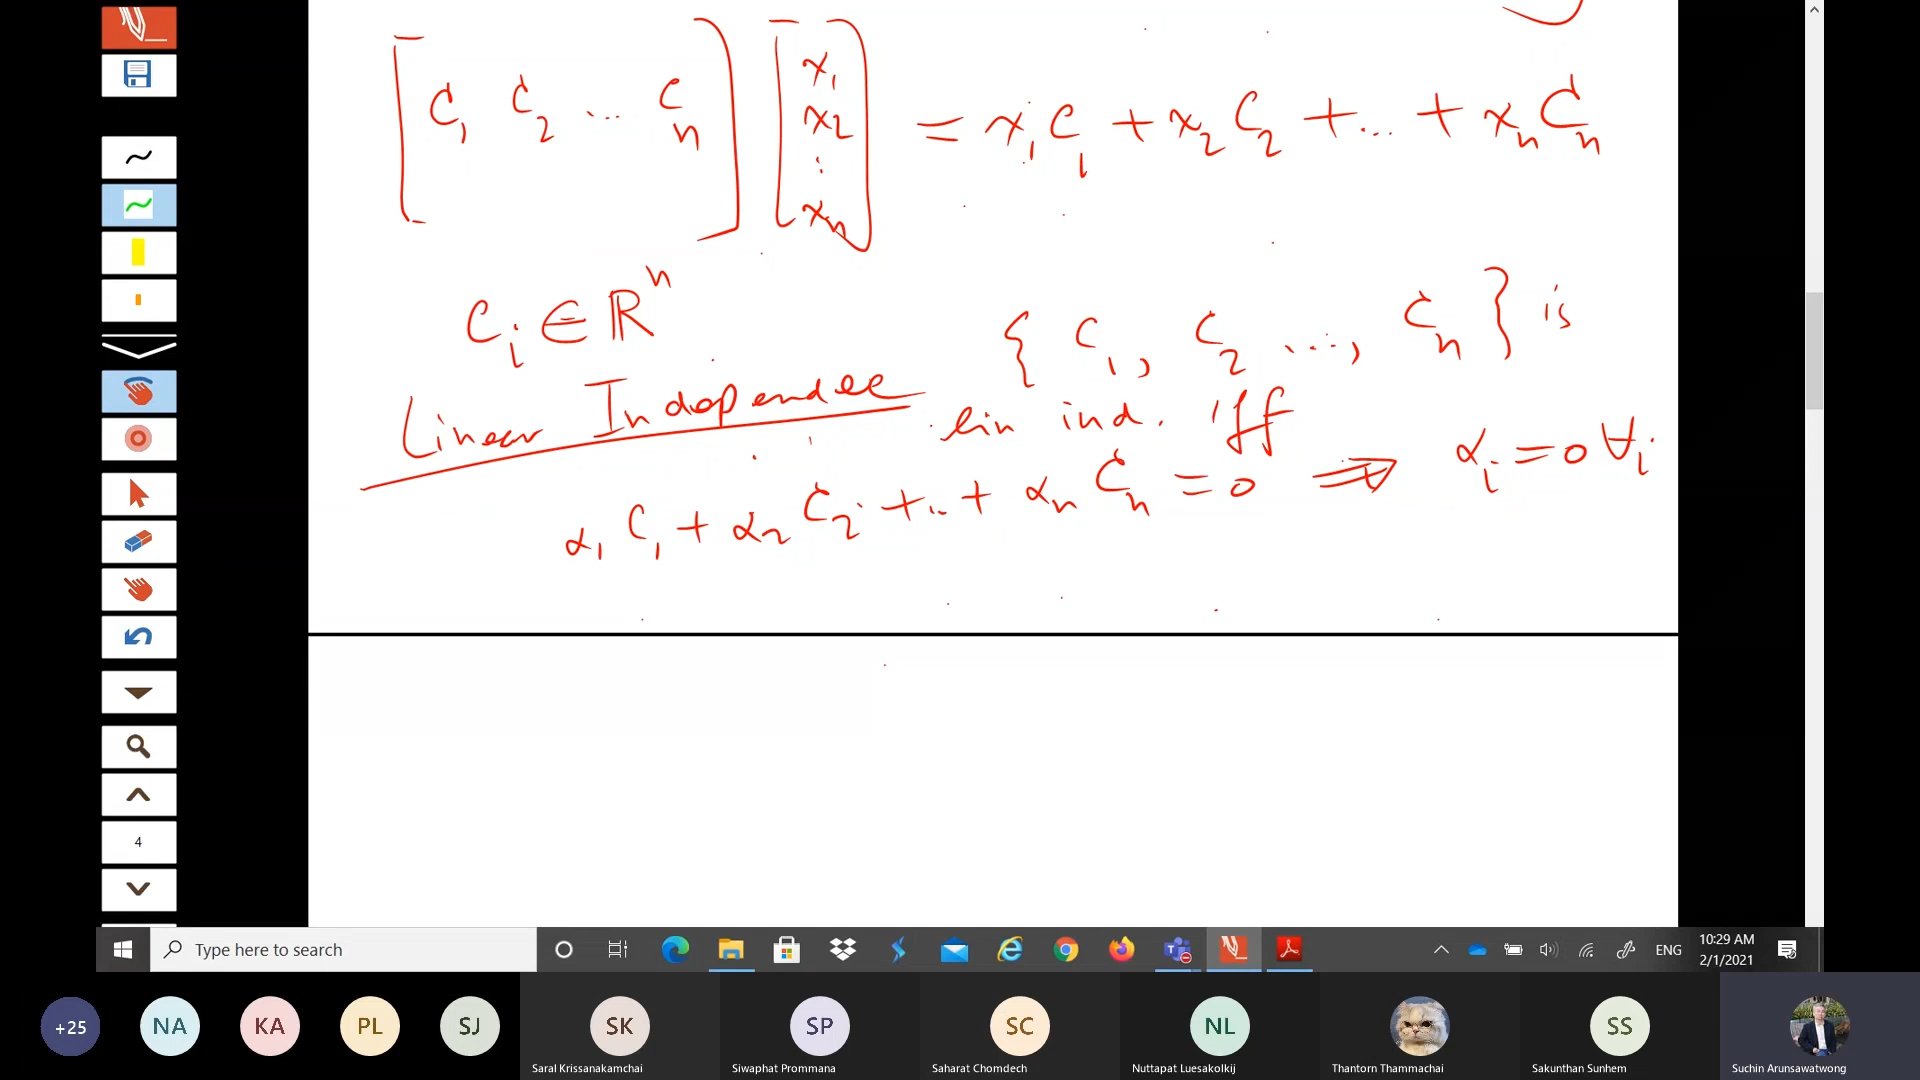 [ C₁ C₂ ... Cₙ ] [ x₁ x₂ ⋮ xₙ ] = x₁C₁ + x₂C₂ + ... + xₙCₙ
Cᵢ ∈ ℝⁿ
{ C₁, C₂ ..., Cₙ } is
Linear Independce lin ind. iff
α₁C₁ + α₂C₂ + .. + αₙCₙ = 0 ⇒ αᵢ = 0 ∀i
4
Type here to search
ENG
10:29 AM
2/1/2021
+25 NA KA PL SJ SK SP SC NL SS
Saral Krissanakamchai Siwaphat Prommana Saharat Chomdech Nuttapat Luesakolkij Thantorn Thammachai Sakunthan Sunhem Suchin Arunsawatwong